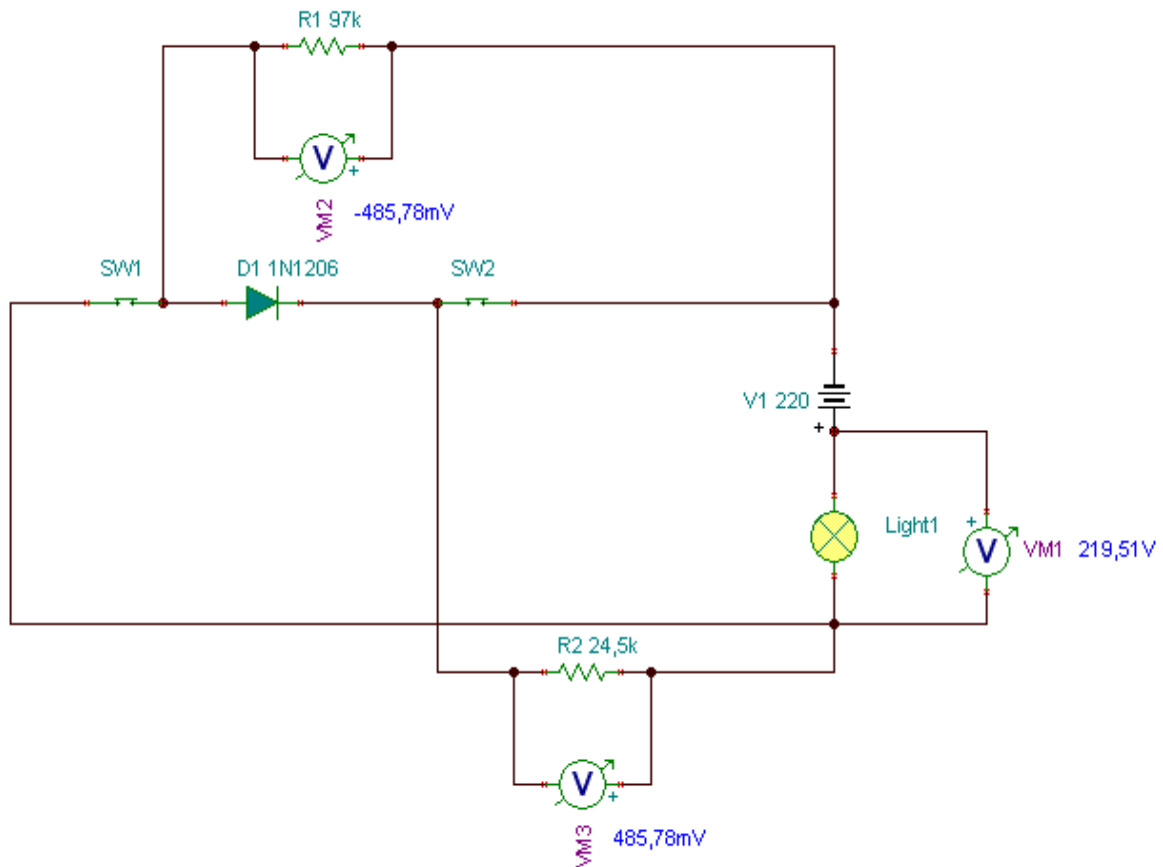 R1 97k
V
+
VM2
-485,78mV
SW1
D1 1N1206
SW2
V1 220
+
Light1
+
V
VM1 219,51V
R2 24,5k
V
+
VM3
485,78mV